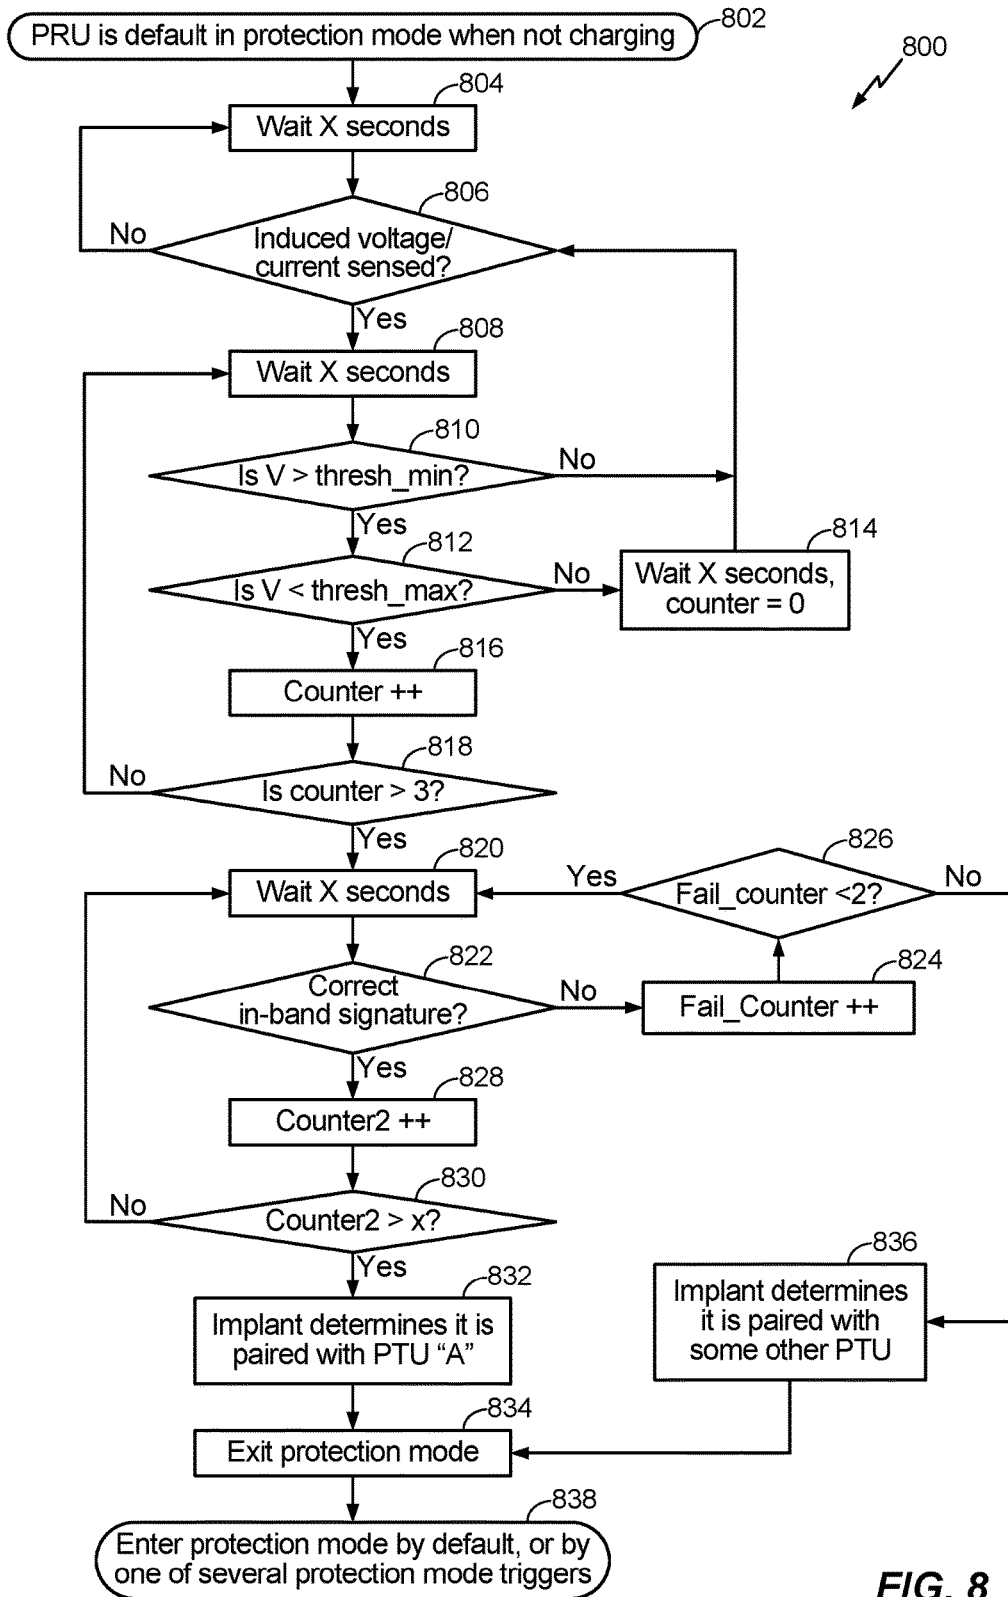 PRU is default in protection mode when not charging
802
800
804
Wait X seconds
806
No
Induced voltage/
current sensed?
Yes
808
Wait X seconds
810
Is V > thresh_min?
No
Yes
812
Is V < thresh_max?
No
814
Wait X seconds,
counter = 0
Yes
816
Counter ++
818
No
Is counter > 3?
Yes
820
Wait X seconds
826
Yes
Fail_counter <2?
No
822
Correct
in-band signature?
No
824
Fail_Counter ++
Yes
828
Counter2 ++
830
No
Counter2 > x?
Yes
832
Implant determines it is
paired with PTU “A”
836
Implant determines
it is paired with
some other PTU
834
Exit protection mode
838
Enter protection mode by default, or by
one of several protection mode triggers
FIG. 8